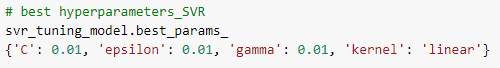 # best hyperparameters_SVR
svr_tuning_model.best_params_
{'C': 0.01, 'epsilon': 0.01, 'gamma': 0.01, 'kernel': 'linear'}